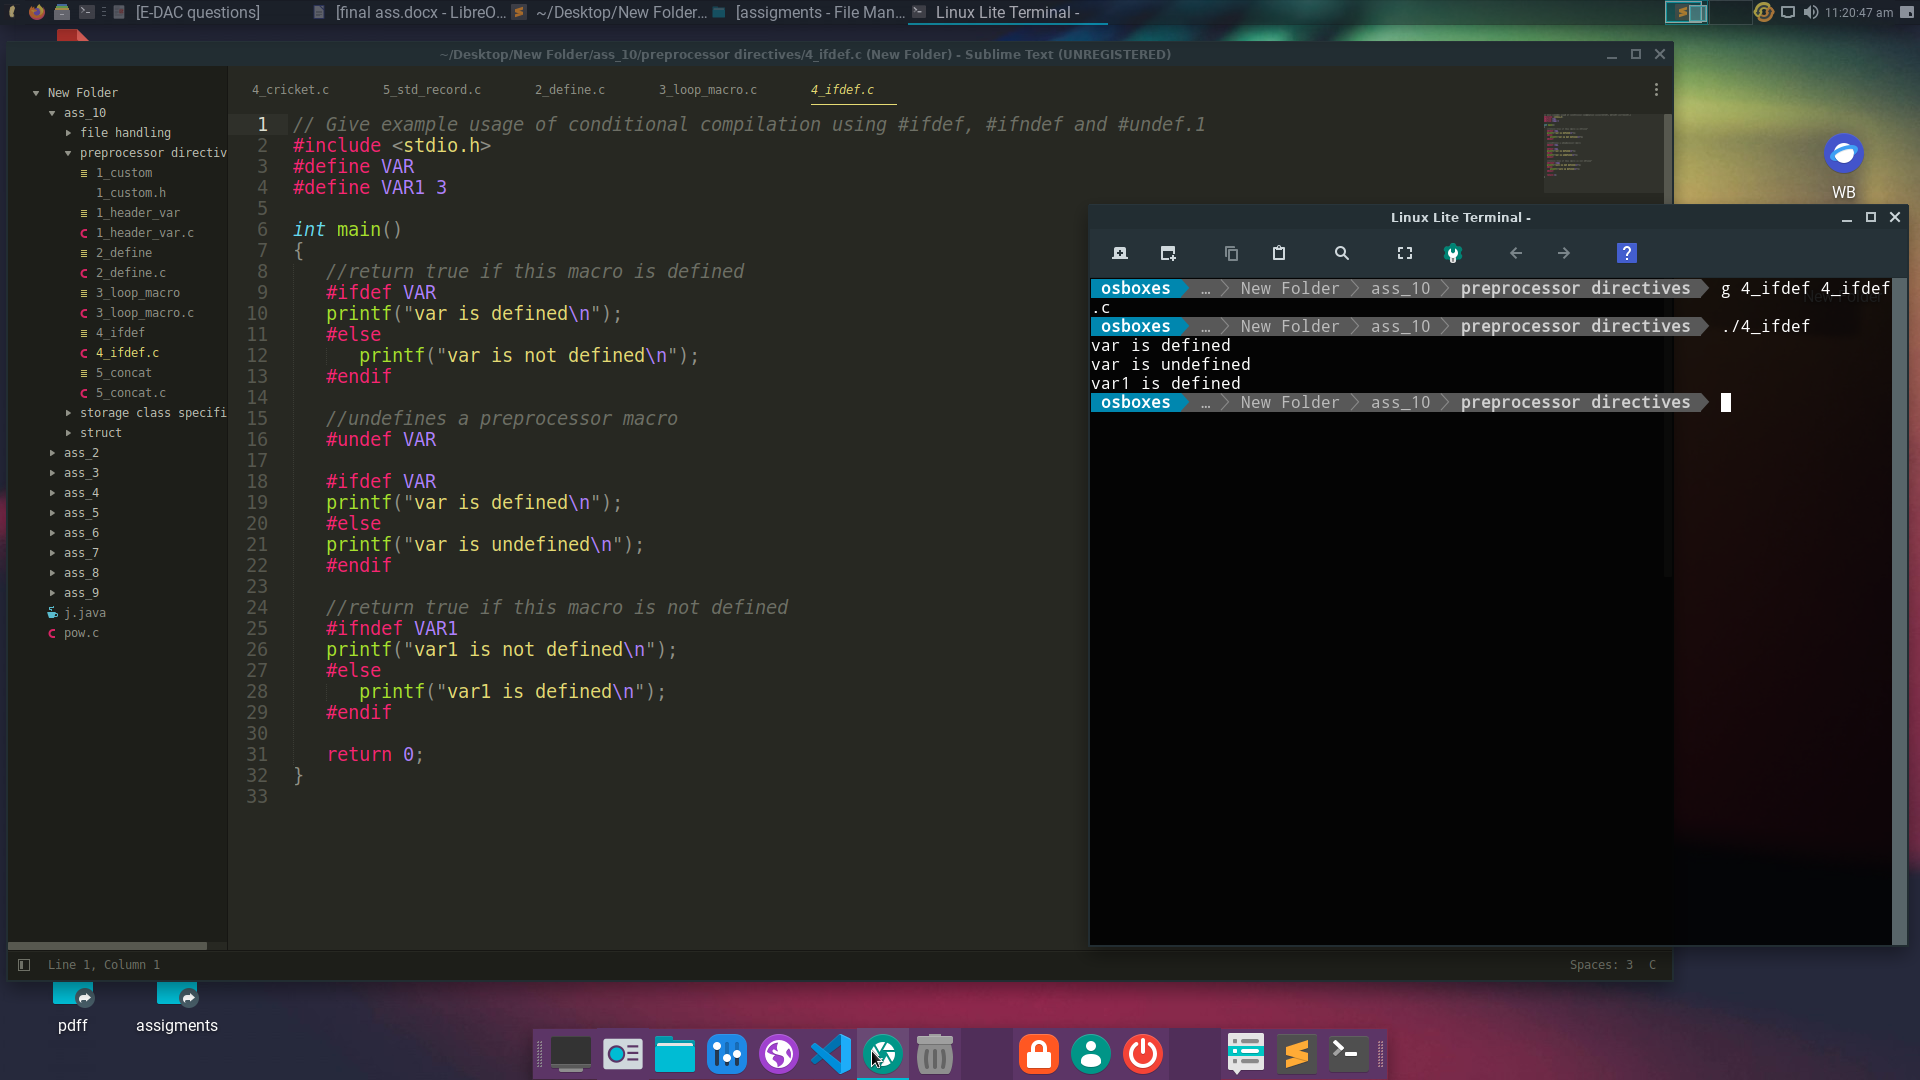 [E-DAC questions]
[final ass.docx - LibreO...
~/Desktop/New Folder...
[assigments - File Man...
Linux Lite Terminal -
11:20:47 am
~/Desktop/New Folder/ass_10/preprocessor directives/4_ifdef.c (New Folder) - Sublime Text (UNREGISTERED)
New Folder
ass_10
file handling
preprocessor directiv
1_custom
1_custom.h
1_header_var
1_header_var.c
2_define
2_define.c
3_loop_macro
3_loop_macro.c
4_ifdef
4_ifdef.c
5_concat
5_concat.c
storage class specifi
struct
ass_2
ass_3
ass_4
ass_5
ass_6
ass_7
ass_8
ass_9
j.java
pow.c
4_cricket.c
5_std_record.c
2_define.c
3_loop_macro.c
4_ifdef.c
1 // Give example usage of conditional compilation using #ifdef, #ifndef and #undef.1
2 #include <stdio.h>
3 #define VAR
4 #define VAR1 3
5
6 int main()
7 {
8 //return true if this macro is defined
9 #ifdef VAR
10 printf("var is defined\n");
11 #else
12 printf("var is not defined\n");
13 #endif
14
15 //undefines a preprocessor macro
16 #undef VAR
17
18 #ifdef VAR
19 printf("var is defined\n");
20 #else
21 printf("var is undefined\n");
22 #endif
23
24 //return true if this macro is not defined
25 #ifndef VAR1
26 printf("var1 is not defined\n");
27 #else
28 printf("var1 is defined\n");
29 #endif
30
31 return 0;
32 }
33
Line 1, Column 1
Spaces: 3
C
WB
Linux Lite Terminal -
osboxes … New Folder ass_10 preprocessor directives g 4_ifdef 4_ifdef
.c
osboxes … New Folder ass_10 preprocessor directives ./4_ifdef
var is defined
var is undefined
var1 is defined
osboxes … New Folder ass_10 preprocessor directives
New Folder
pdff
assigments